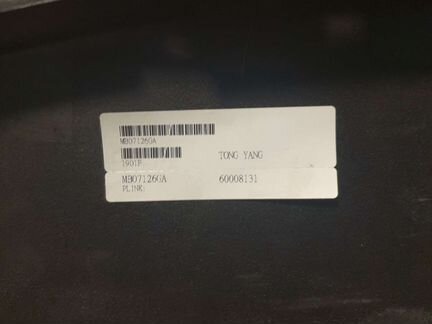 MB07126GA
1901F TONG YANG
MB07126GA 60008131
PLINK: